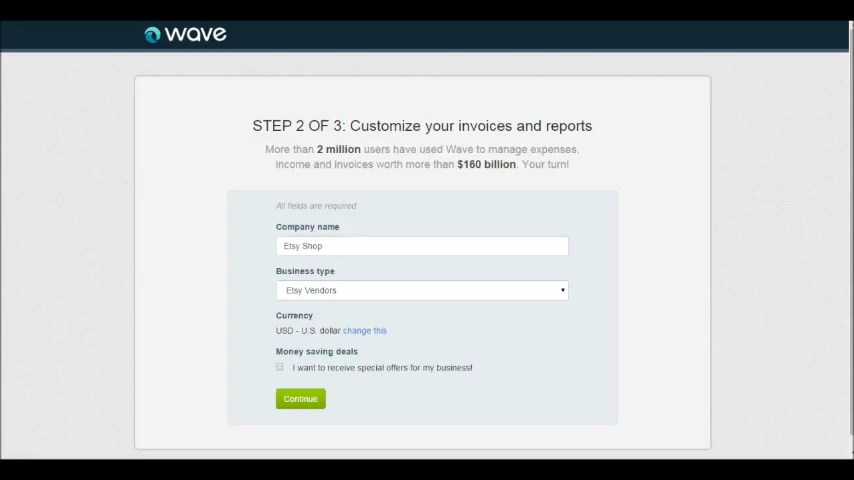 wave
STEP 2 OF 3: Customize your invoices and reports
More than 2 million users have used Wave to manage expenses,
income and invoices worth more than $160 billion. Your turn!
All fields are required
Company name
Etsy Shop
Business type
Etsy Vendors
Currency
USD - U.S. dollar change this
Money saving deals
I want to receive special offers for my business!
Continue